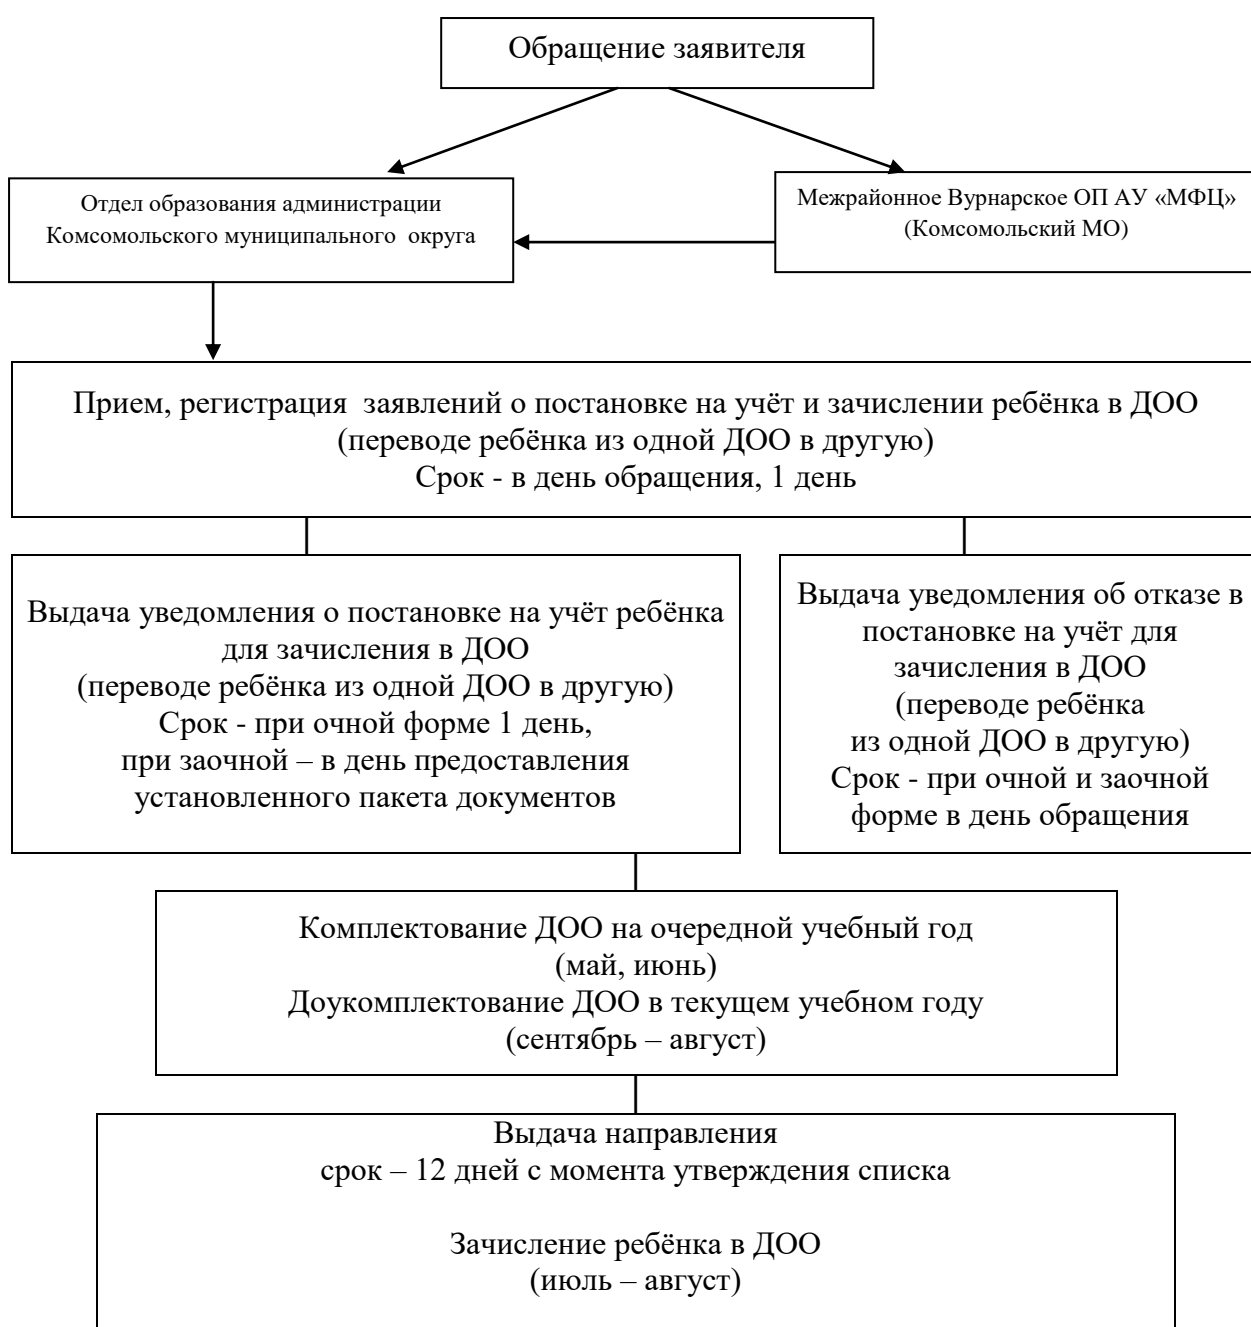 Обращение заявителя
Отдел образования администрации
Комсомольского муниципального округа
Межрайонное Вурнарское ОП АУ «МФЦ»
(Комсомольский МО)
Прием, регистрация заявлений о постановке на учёт и зачислении ребёнка в ДОО
(переводе ребёнка из одной ДОО в другую)
Срок - в день обращения, 1 день
Выдача уведомления о постановке на учёт ребёнка
для зачисления в ДОО
(переводе ребёнка из одной ДОО в другую)
Срок - при очной форме 1 день,
при заочной – в день предоставления
установленного пакета документов
Выдача уведомления об отказе в
постановке на учёт для
зачисления в ДОО
(переводе ребёнка
из одной ДОО в другую)
Срок - при очной и заочной
форме в день обращения
Комплектование ДОО на очередной учебный год
(май, июнь)
Доукомплектование ДОО в текущем учебном году
(сентябрь – август)
Выдача направления
срок – 12 дней с момента утверждения списка
Зачисление ребёнка в ДОО
(июль – август)